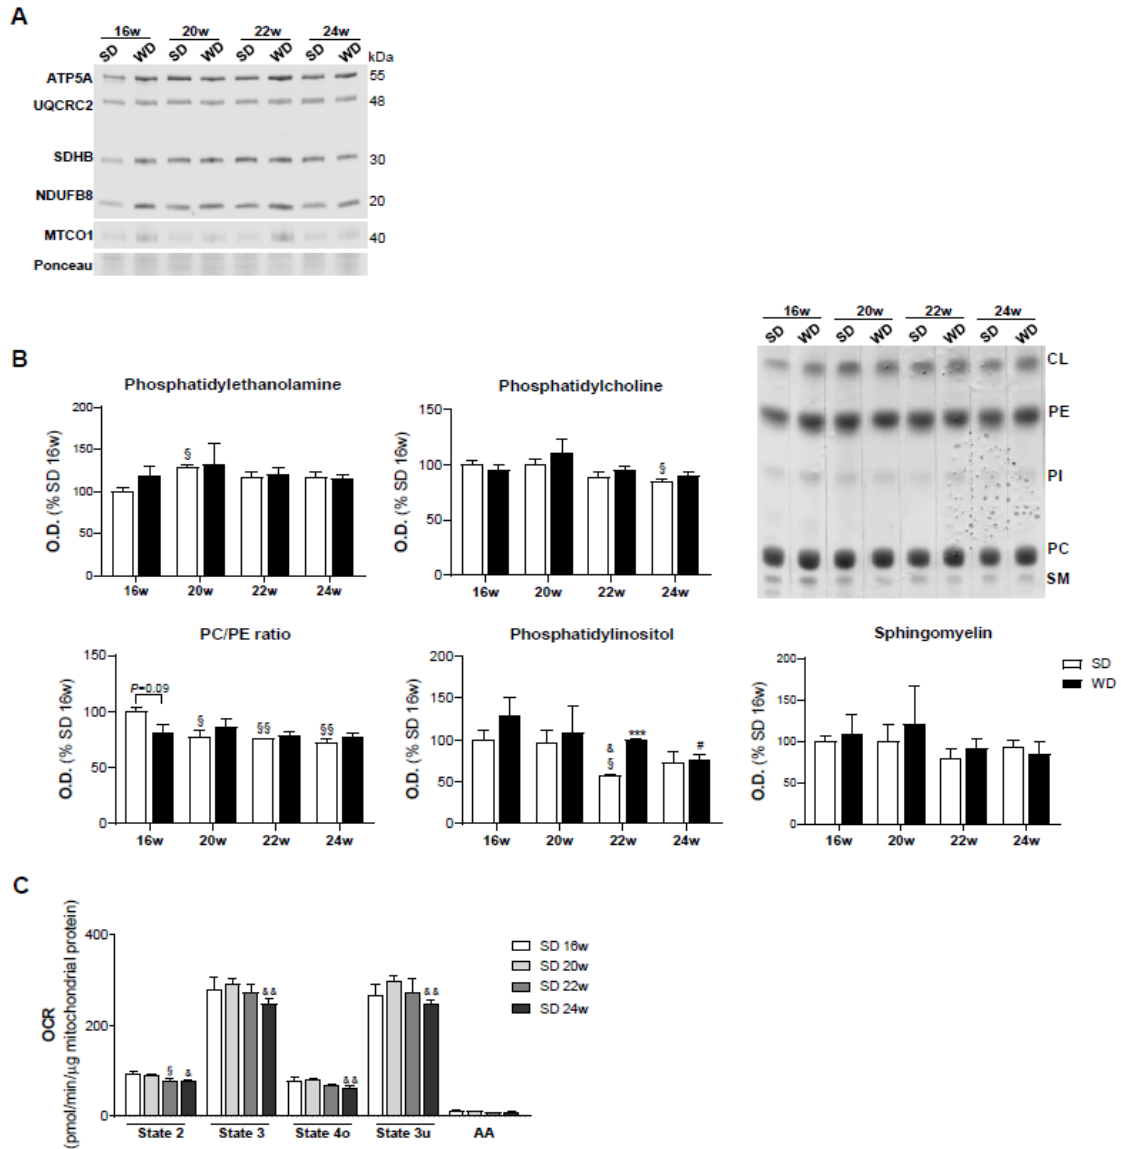 A
16w 20w 22w 24w
SD WD SD WD SD WD SD WD
kDa
ATP5A 55
UQCRC2 48
SDHB 30
NDUFB8 20
MTCO1 40
Ponceau
16w 20w 22w 24w
SD WD SD WD SD WD SD WD
CL
PE
PI
PC
SM
B
Phosphatidylethanolamine
O.D. (% SD 16w)
200
150
100
50
0
§
16w 20w 22w 24w
Phosphatidylcholine
O.D. (% SD 16w)
150
100
50
0
§
16w 20w 22w 24w
PC/PE ratio
O.D. (% SD 16w)
150
100
50
0
P=0.09
§ §§ §§
16w 20w 22w 24w
Phosphatidylinositol
O.D. (% SD 16w)
200
150
100
50
0
&
§
***
#
16w 20w 22w 24w
Sphingomyelin
O.D. (% SD 16w)
200
150
100
50
0
16w 20w 22w 24w
SD
WD
C
OCR
(pmol/min/µg mitochondrial protein)
400
200
0
§ & && && &&
State 2 State 3 State 4o State 3u AA
SD 16w
SD 20w
SD 22w
SD 24w